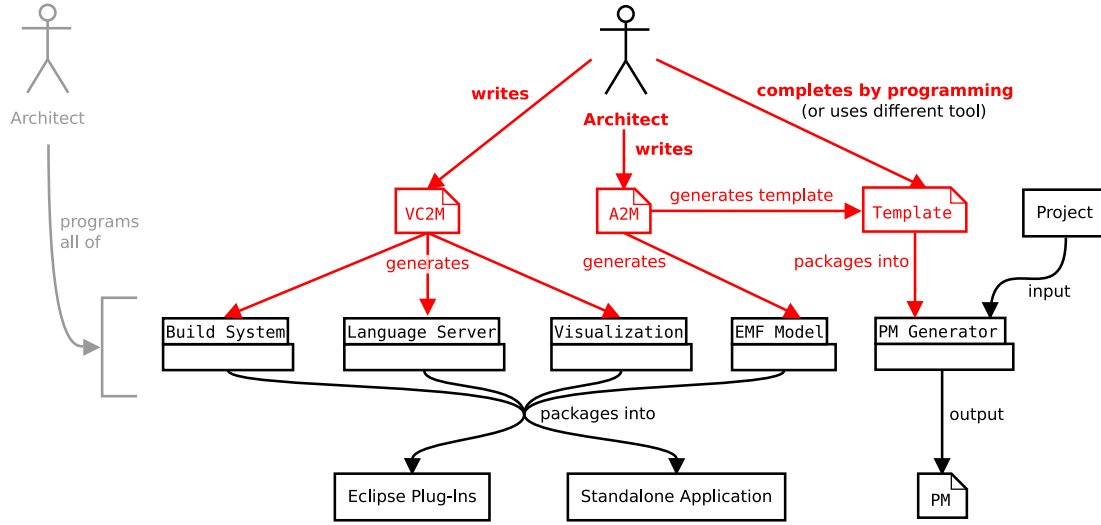 Architect
programs
all of
writes
Architect
writes
completes by programming
(or uses different tool)
VC2M
A2M
generates template
Template
Project
generates
generates
packages into
input
Build System
Language Server
Visualization
EMF Model
PM Generator
packages into
output
Eclipse Plug-Ins
Standalone Application
PM